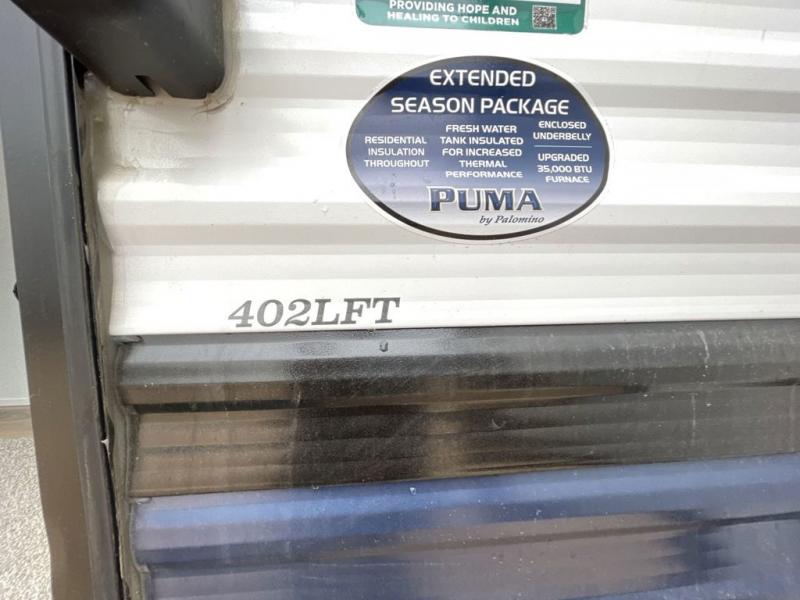 PROVIDING HOPE AND
HEALING TO CHILDREN
EXTENDED
SEASON PACKAGE
RESIDENTIAL
INSULATION
THROUGHOUT
FRESH WATER
TANK INSULATED
FOR INCREASED
THERMAL
PERFORMANCE
ENCLOSED
UNDERBELLY
UPGRADED
35,000 BTU
FURNACE
PUMA
by Palomino
402LFT